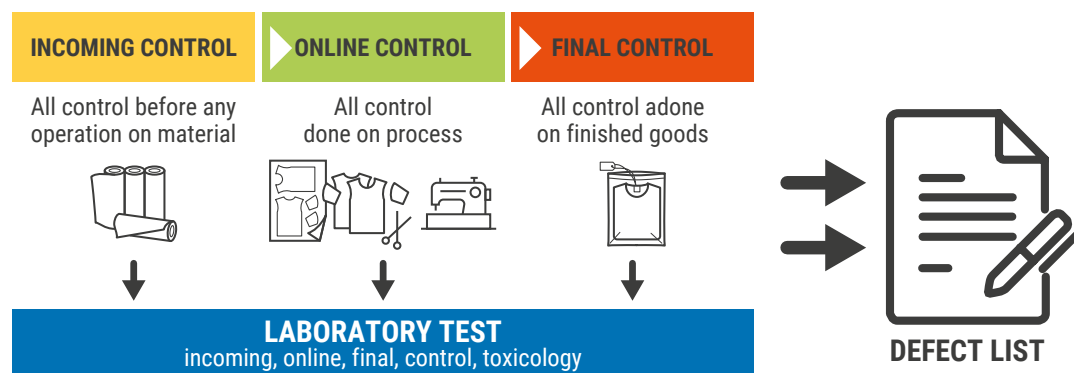 INCOMING CONTROL
ONLINE CONTROL
FINAL CONTROL
All control before any
operation on material
All control
done on process
All control adone
on finished goods
LABORATORY TEST
incoming, online, final, control, toxicology
DEFECT LIST